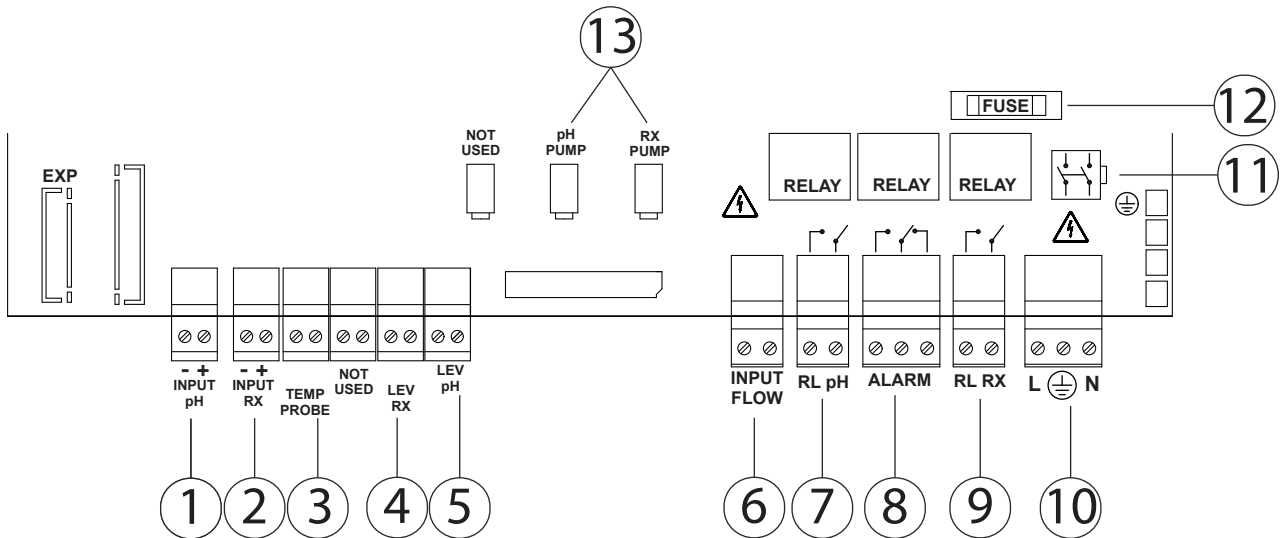 13
FUSE
12
NOT
USED
pH
PUMP
RX
PUMP
EXP
RELAY
RELAY
RELAY
11
- +
INPUT
pH
- +
INPUT
RX
TEMP
PROBE
NOT
USED
LEV
RX
LEV
pH
INPUT
FLOW
RL pH
ALARM
RL RX
L N
1
2
3
4
5
6
7
8
9
10